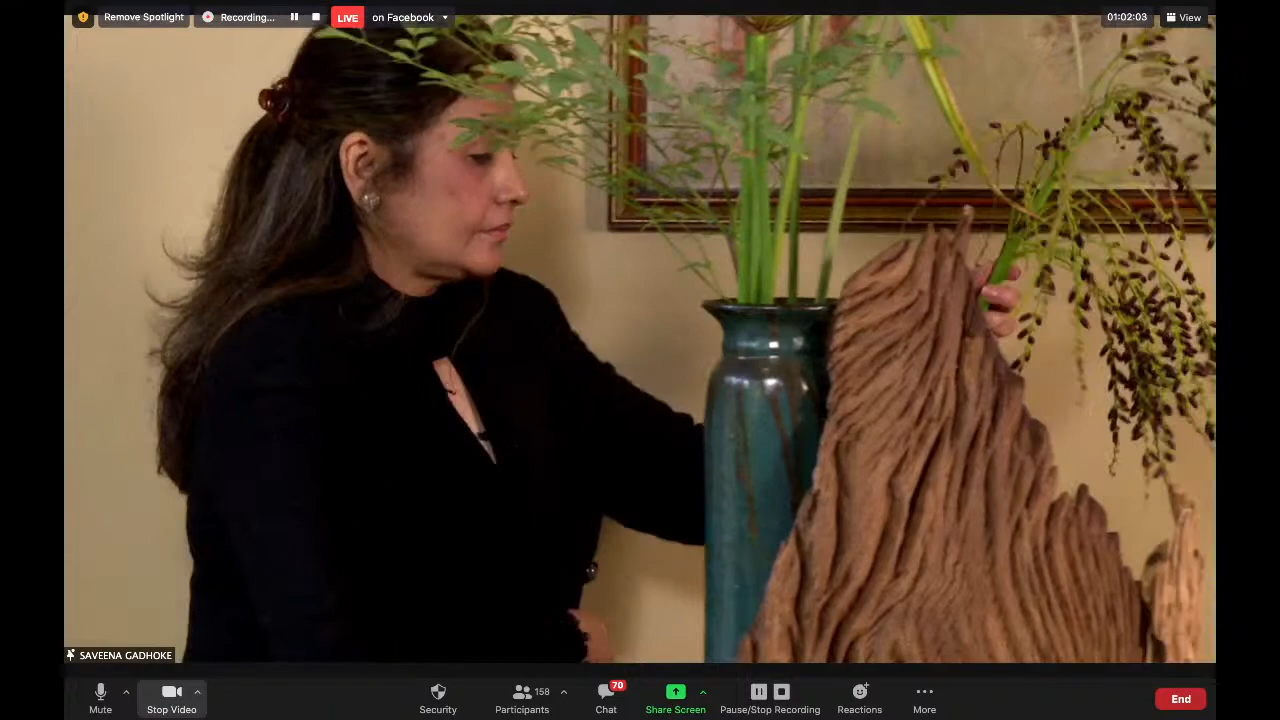 Remove Spotlight
Recording...
LIVE
on Facebook
01:02:03
View
SAVEENA GADHOKE
Mute
Stop Video
Security
158
Participants
70
Chat
Share Screen
Pause/Stop Recording
Reactions
More
End